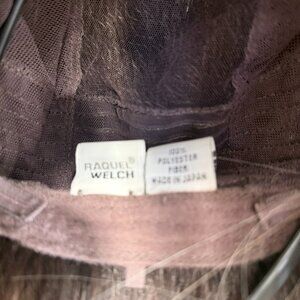 RAQUEL®
WELCH
100%
POLYESTER
FIBER
MADE IN JAPAN